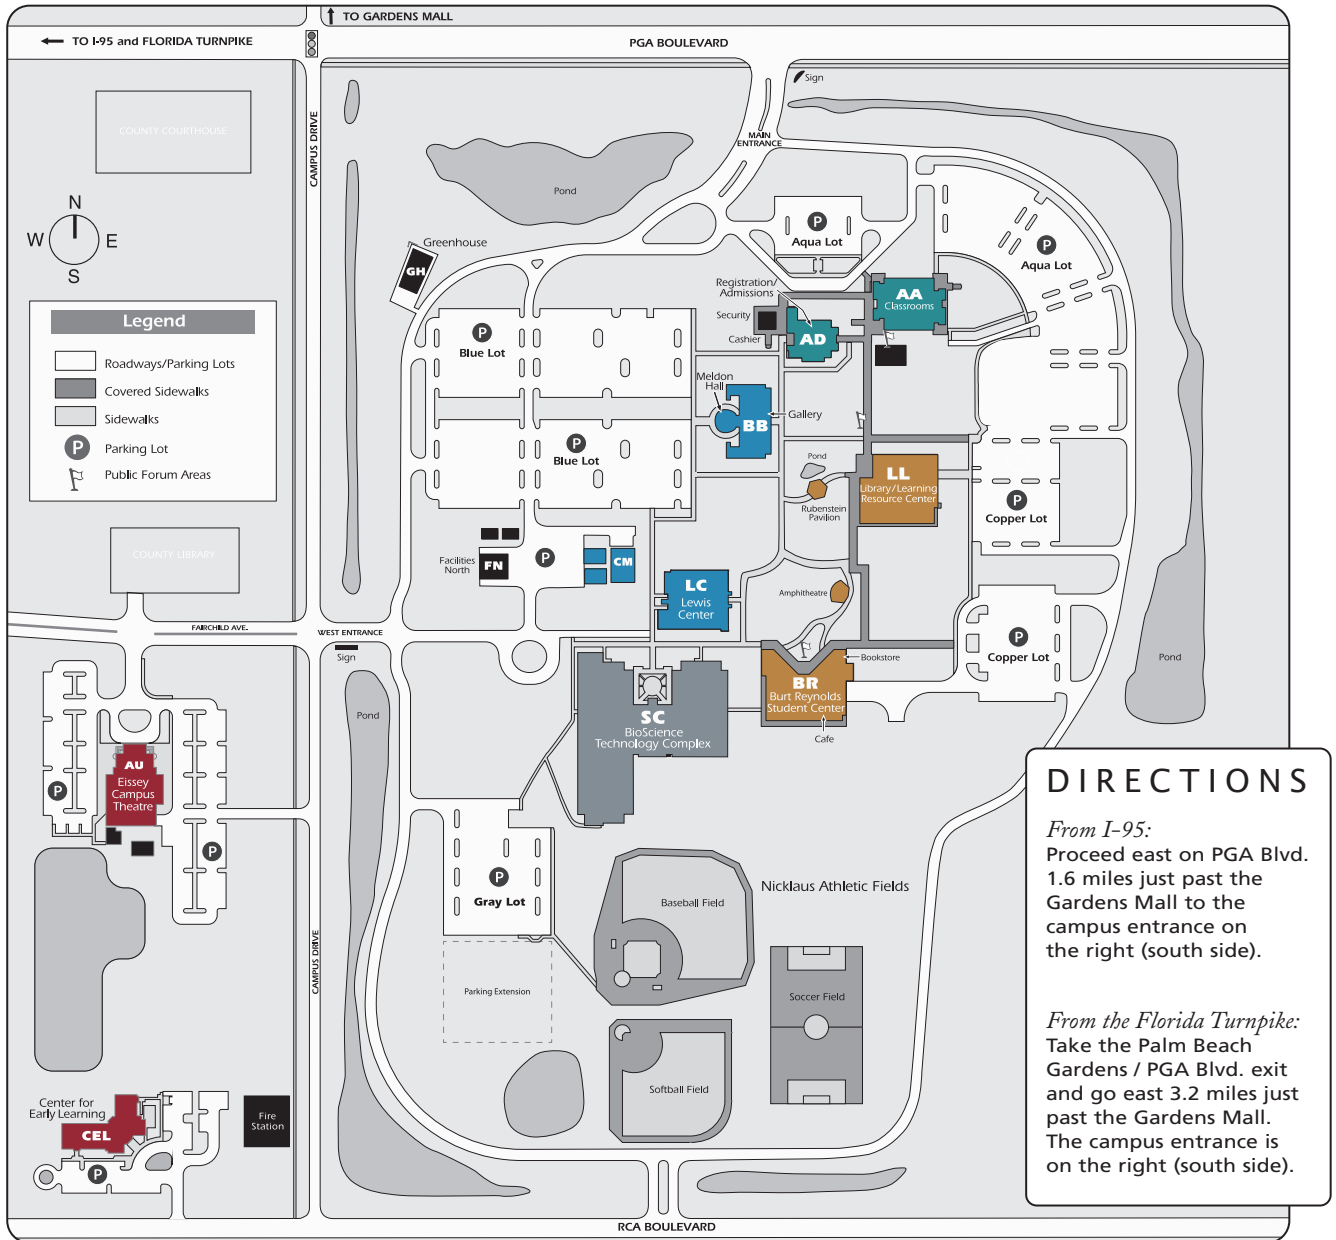 TO GARDENS MALL
TO I-95 and FLORIDA TURNPIKE
PGA BOULEVARD
Sign
COUNTY COURTHOUSE
CAMPUS DRIVE
MAIN
ENTRANCE
Pond
N
W E
S
P
Aqua Lot
P
Aqua Lot
Greenhouse
GH
Registration/
Admissions
AA
Classrooms
Security
Cashier
AD
Legend
Roadways/Parking Lots
Covered Sidewalks
Sidewalks
P
Parking Lot
Public Forum Areas
P
Blue Lot
P
Blue Lot
Meldon
Hall
BB
Gallery
Pond
Rubenstein
Pavilion
LL
Library/Learning
Resource Center
P
Copper Lot
COUNTY LIBRARY
Facilities
North
FN
P
CM
LC
Lewis
Center
Amphitheatre
FAIRCHILD AVE.
WEST ENTRANCE
Sign
P
Copper Lot
Pond
Bookstore
BR
Burt Reynolds
Student Center
Cafe
SC
BioScience
Technology Complex
Pond
AU
Eissey
Campus
Theatre
P
P
P
Gray Lot
Nicklaus Athletic Fields
Baseball Field
Soccer Field
Softball Field
Parking Extension
CAMPUS DRIVE
Center for
Early Learning
CEL
P
Fire
Station
RCA BOULEVARD
DIRECTIONS
From I-95:
Proceed east on PGA Blvd.
1.6 miles just past the
Gardens Mall to the
campus entrance on
the right (south side).
From the Florida Turnpike:
Take the Palm Beach
Gardens / PGA Blvd. exit
and go east 3.2 miles just
past the Gardens Mall.
The campus entrance is
on the right (south side).